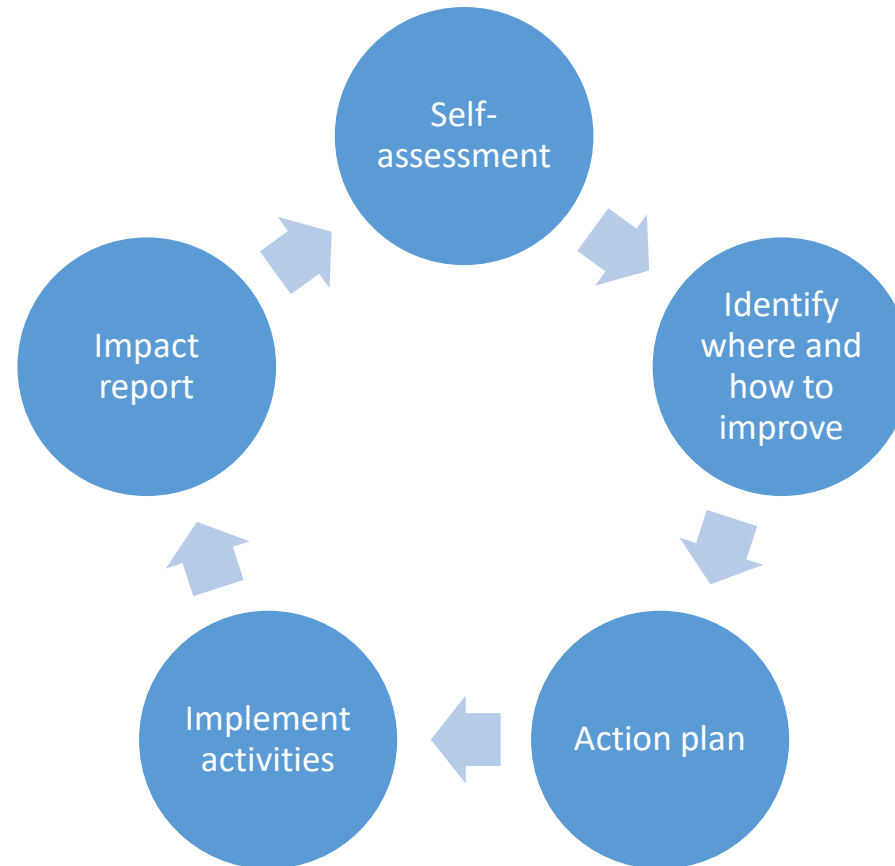 Self-
assessment
Identify
where and
how to
improve
Action plan
Implement
activities
Impact
report